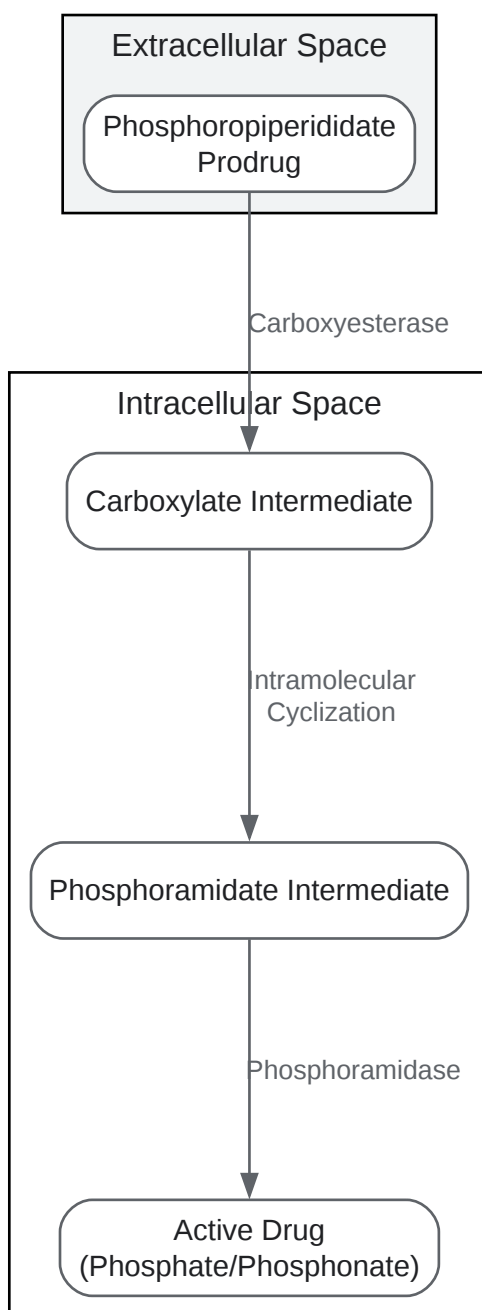 Extracellular Space
Phosphoropiperididate
Prodrug
Carboxyesterase
Intracellular Space
Carboxylate Intermediate
Intramolecular
Cyclization
Phosphoramidate Intermediate
Phosphoramidase
Active Drug
(Phosphate/Phosphonate)